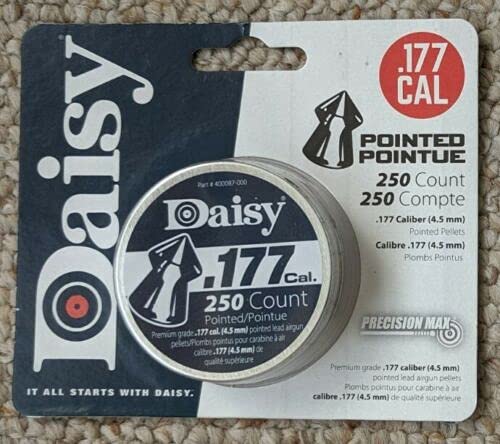 Daisy
IT ALL STARTS WITH DAISY.
.177
CAL
POINTED
POINTUE
250 Count
250 Compte
.177 Caliber (4.5 mm)
Pointed Pellets
Calibre .177 (4.5 mm)
Plombs Pointus
PRECISION MAX
Premium grade .177 caliber (4.5 mm)
pointed lead airgun pellets
Plombs pointus pour carabine à air
calibre .177 (4.5 mm) de qualité supérieure
Part # 400087-000
Daisy
.177 Cal.
250 Count
Pointed/Pointue
Premium grade .177 cal. (4.5 mm) pointed lead airgun
pellets/Plombs pointus pour carabine à air
calibre .177 (4.5 mm) de
qualité supérieure